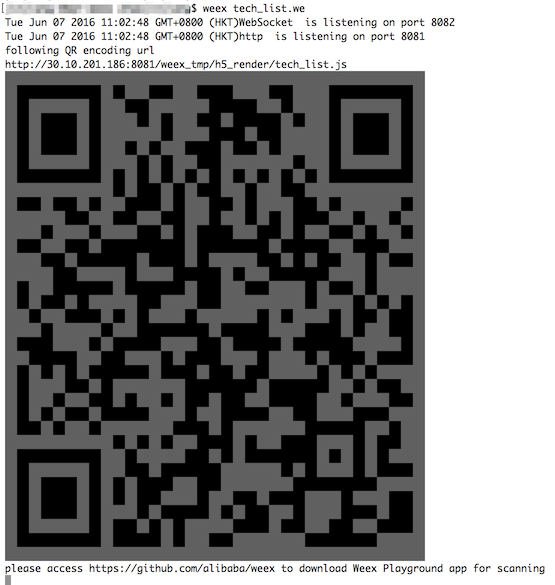 $ weex tech_list.we
Tue Jun 07 2016 11:02:48 GMT+0800 (HKT)WebSocket  is listening on port 8082
Tue Jun 07 2016 11:02:48 GMT+0800 (HKT)http  is listening on port 8081
following QR encoding url
http://30.10.201.186:8081/weex_tmp/h5_render/tech_list.js
please access https://github.com/alibaba/weex to download Weex Playground app for scanning